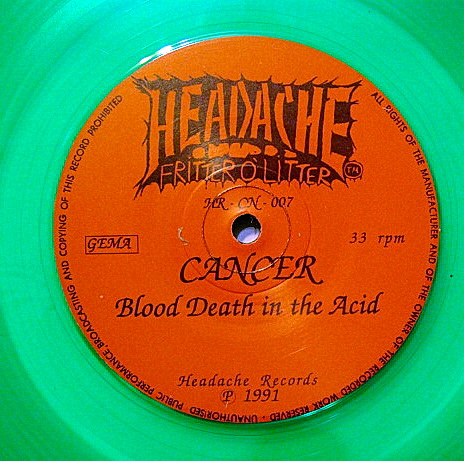 HEADACHE
FRITTER O'LITTER TM
HR - CN - 007
GEMA
33 rpm
CANCER
Blood Death in the Acid
Headache Records
P 1991
ALL RIGHTS OF THE MANUFACTURER AND OF THE OWNER OF THE RECORDED WORK RESERVED · UNAUTHORISED PUBLIC PERFORMANCE, BROADCASTING AND COPYING OF THIS RECORD PROHIBITED